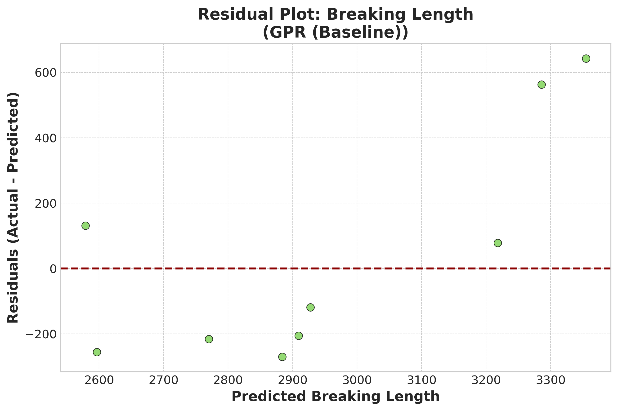 Residual Plot: Breaking Length
(GPR (Baseline))
Residuals (Actual - Predicted)
600
400
200
0
−200
2600 2700 2800 2900 3000 3100 3200 3300
Predicted Breaking Length